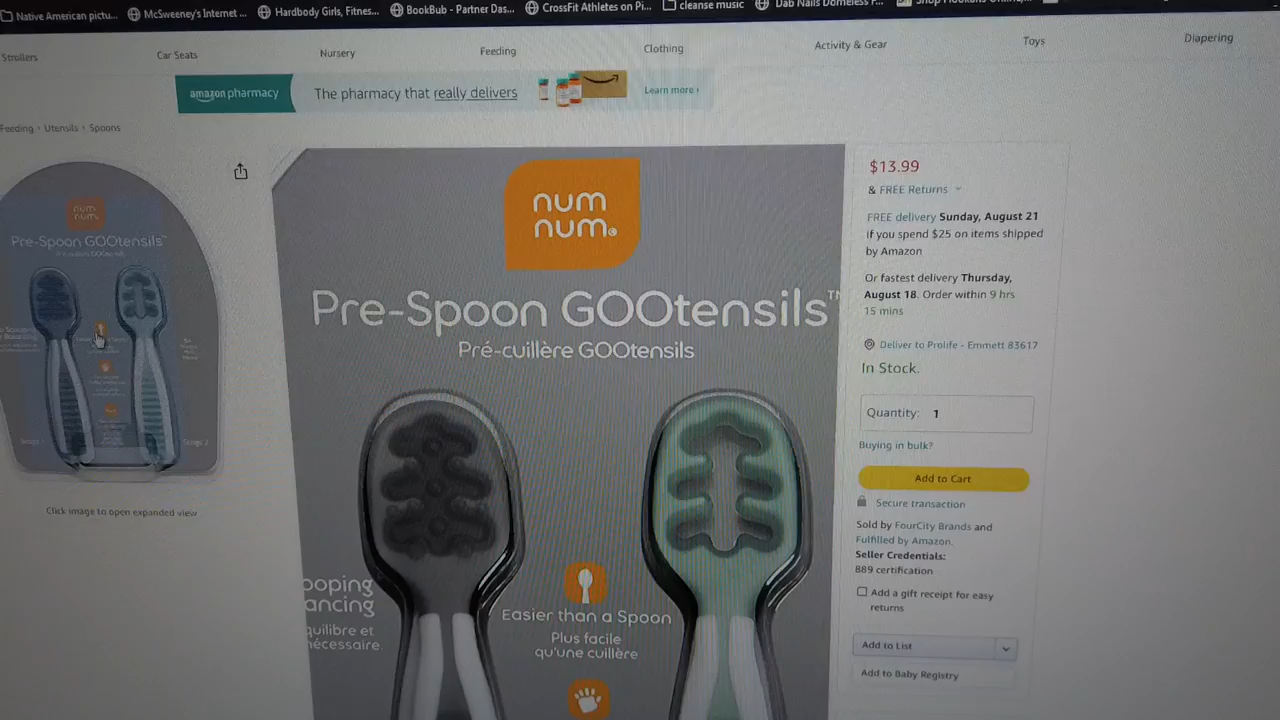 Native American pictu...
McSweeney's Internet ...
Hardbody Girls, Fitnes...
BookBub - Partner Das...
CrossFit Athletes on Pi...
cleanse music
Dab Nails Domeless P...
Strollers
Car Seats
Nursery
Feeding
Clothing
Activity & Gear
Toys
Diapering
amazon pharmacy
The pharmacy that really delivers
Learn more ›
Feeding › Utensils › Spoons
num
num.
Pre-Spoon GOOtensils™
Click image to open expanded view
num
num®
Pre-Spoon GOOtensils™
Pré-cuillère GOOtensils
ooping
ancing
quilibre et
nécessaire.
Easier than a Spoon
Plus facile
qu'une cuillère
$13.99
& FREE Returns
FREE delivery Sunday, August 21
if you spend $25 on items shipped
by Amazon
Or fastest delivery Thursday,
August 18. Order within 9 hrs
15 mins
Deliver to Prolife - Emmett 83617
In Stock.
Quantity: 1
Buying in bulk?
Add to Cart
Secure transaction
Sold by FourCity Brands and
Fulfilled by Amazon.
Seller Credentials:
889 certification
Add a gift receipt for easy
returns
Add to List
Add to Baby Registry